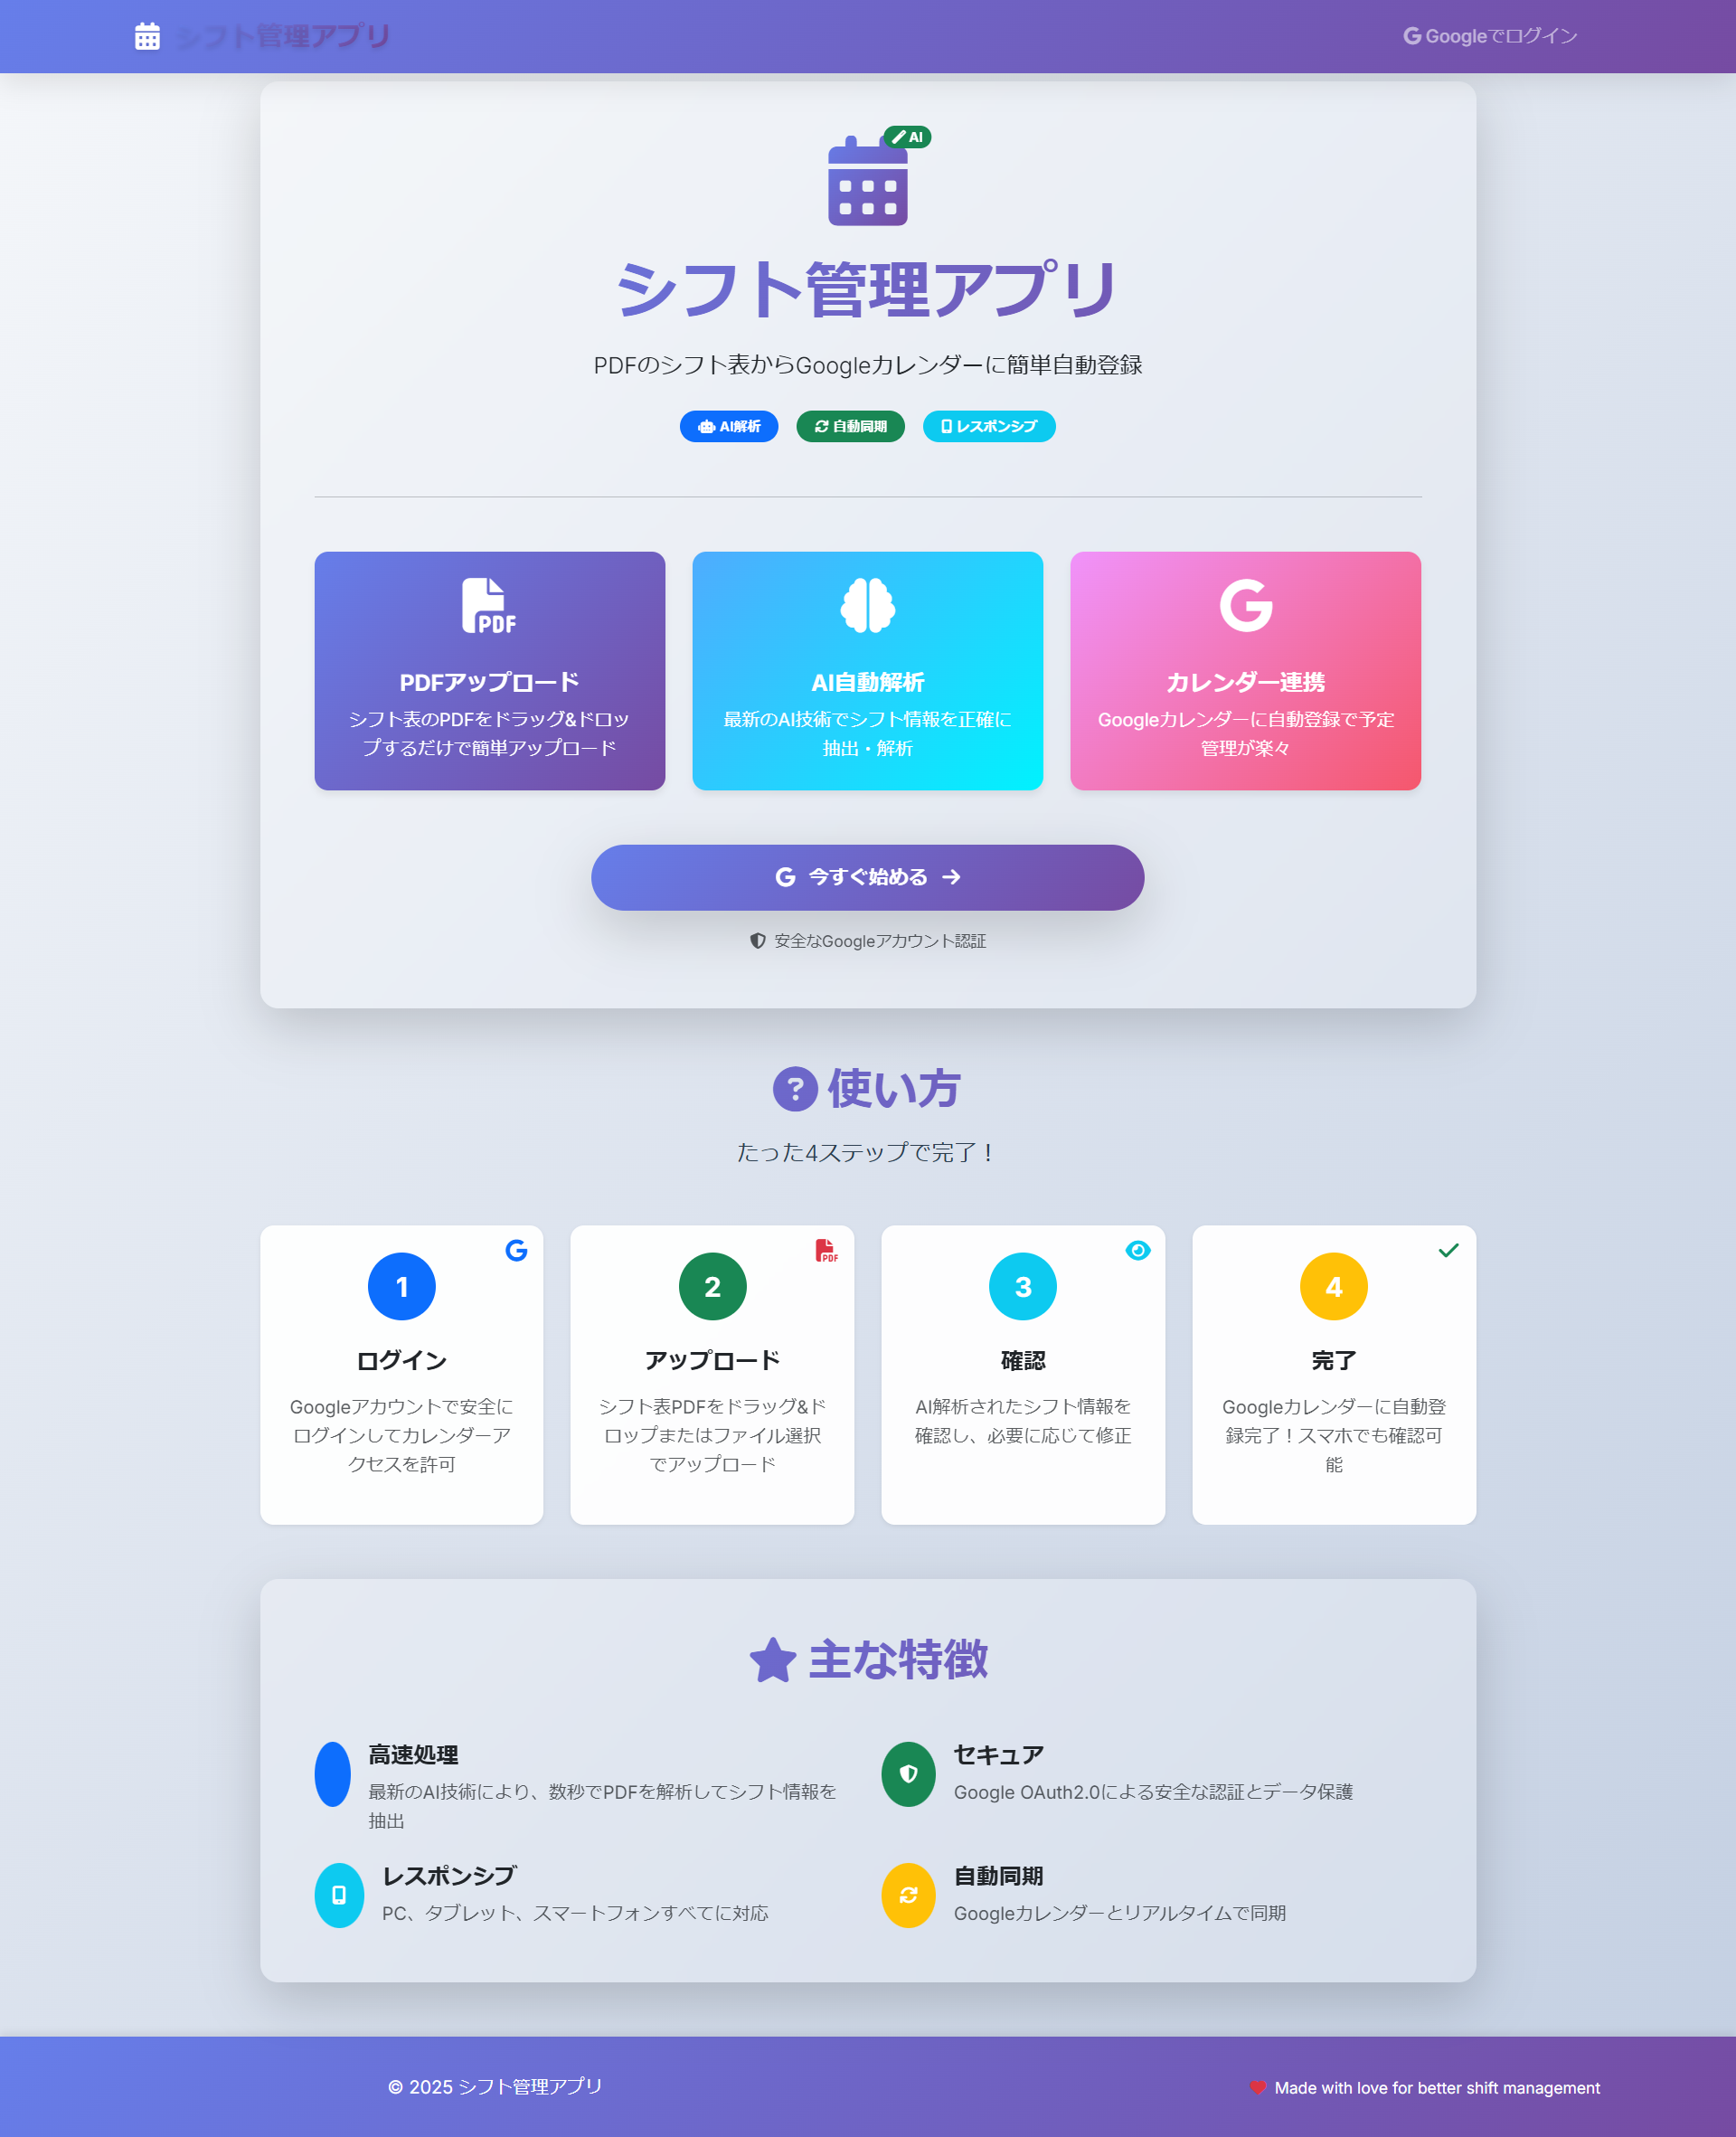 シフト管理アプリ
Googleでログイン
AI
シフト管理アプリ
PDFのシフト表からGoogleカレンダーに簡単自動登録
AI解析
自動同期
レスポンシブ
PDF
PDFアップロード
シフト表のPDFをドラッグ&ドロッ
プするだけで簡単アップロード
AI自動解析
最新のAI技術でシフト情報を正確に
抽出・解析
G
カレンダー連携
Googleカレンダーに自動登録で予定
管理が楽々
G 今すぐ始める →
安全なGoogleアカウント認証
? 使い方
たった4ステップで完了！
G
1
ログイン
Googleアカウントで安全に
ログインしてカレンダーア
クセスを許可
PDF
2
アップロード
シフト表PDFをドラッグ&ド
ロップまたはファイル選択
でアップロード
3
確認
AI解析されたシフト情報を
確認し、必要に応じて修正
4
完了
Googleカレンダーに自動登
録完了！スマホでも確認可
能
主な特徴
高速処理
最新のAI技術により、数秒でPDFを解析してシフト情報を
抽出
セキュア
Google OAuth2.0による安全な認証とデータ保護
レスポンシブ
PC、タブレット、スマートフォンすべてに対応
自動同期
Googleカレンダーとリアルタイムで同期
© 2025 シフト管理アプリ
Made with love for better shift management